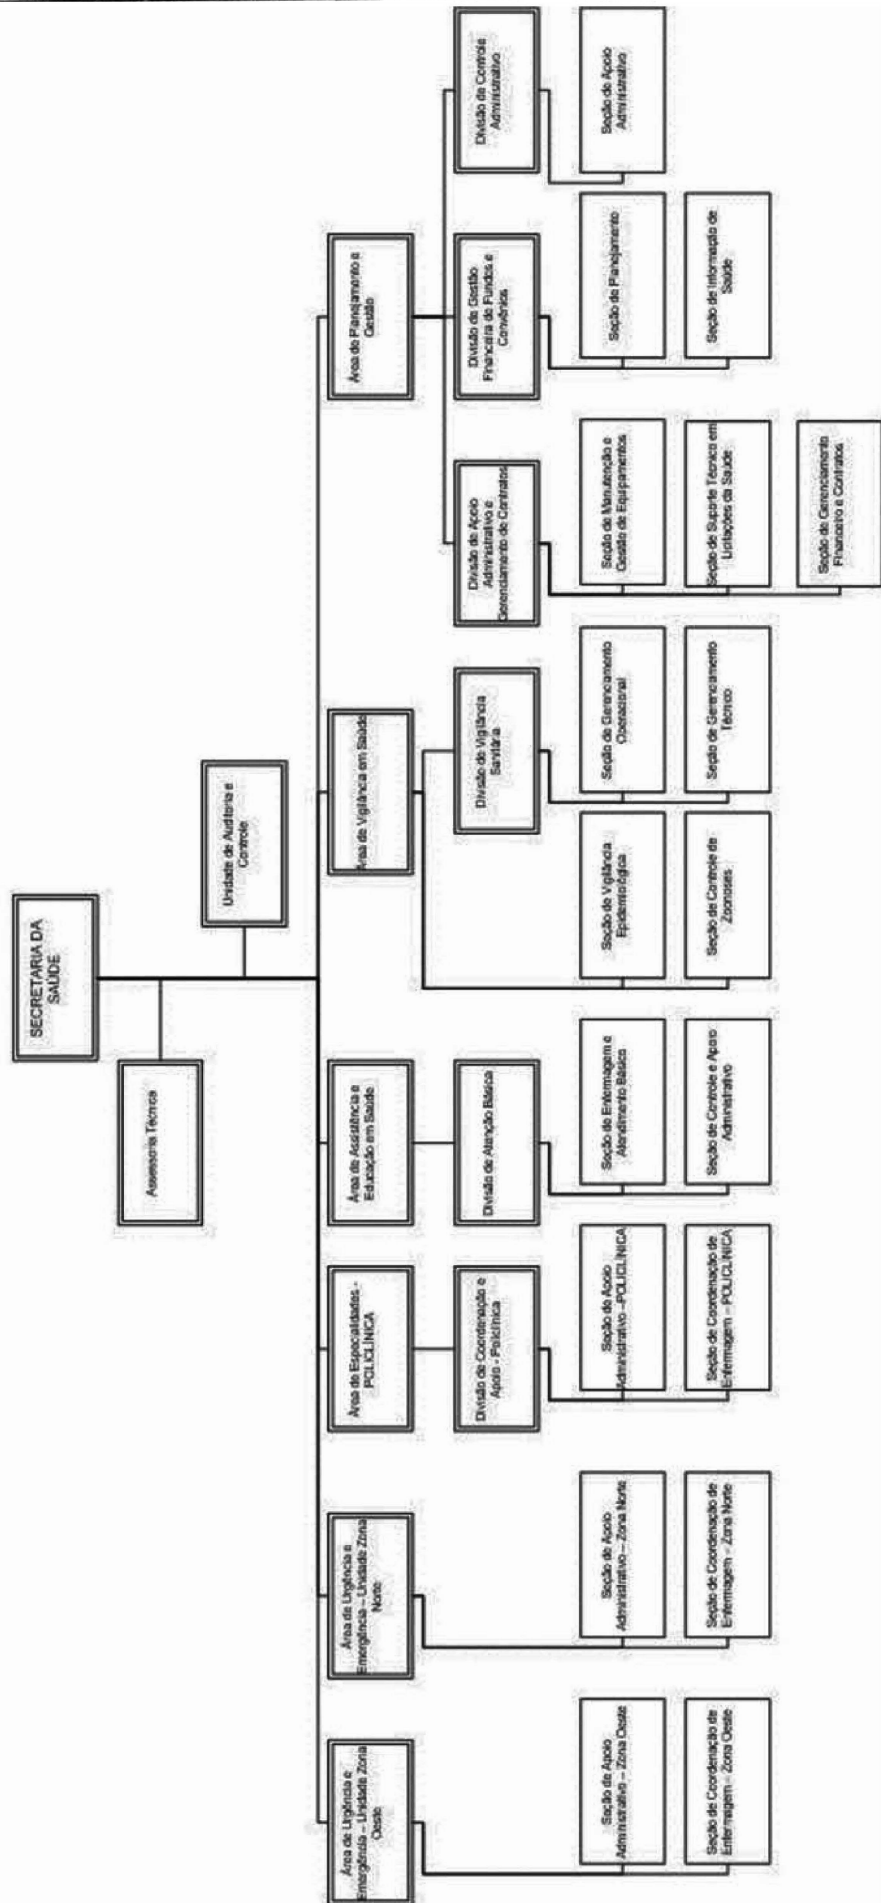 SECRETARIA DA
SAÚDE
Assessoria Técnica
Unidade de Auditoria e
Controle
Área de Urgência e
Emergência – Unidade Zona
Oeste
Área de Urgência e
Emergência – Unidade Zona
Norte
Área de Especialidades -
POLICLÍNICA
Área de Assistência e
Educação em Saúde
Área de Vigilância em Saúde
Área de Planejamento e
Gestão
Divisão de Coordenação e
Apoio - Policlínica
Divisão de Atenção Básica
Divisão de Vigilância
Sanitária
Divisão de Apoio
Administrativo e
Gerenciamento de Contratos
Divisão de Gestão
Financeira de Fundos e
Convênios
Divisão de Controle
Administrativo
Seção de Apoio
Administrativo – Zona Oeste
Seção de Apoio
Administrativo – Zona Norte
Seção de Apoio
Administrativo –POLICLÍNICA
Seção de Enfermagem e
Atendimento Básico
Seção de Vigilância
Epidemiológica
Seção de Gerenciamento
Operacional
Seção de Manutenção e
Gestão de Equipamentos
Seção de Planejamento
Seção de Apoio
Administrativo
Seção de Coordenação de
Enfermagem – Zona Oeste
Seção de Coordenação de
Enfermagem – Zona Norte
Seção de Coordenação de
Enfermagem – POLICLÍNICA
Seção de Controle e Apoio
Administrativo
Seção de Controle de
Zoonoses
Seção de Gerenciamento
Técnico
Seção de Suporte Técnico em
Licitações da Saúde
Seção de Informação de
Saúde
Seção de Gerenciamento
Financeiro e Contratos